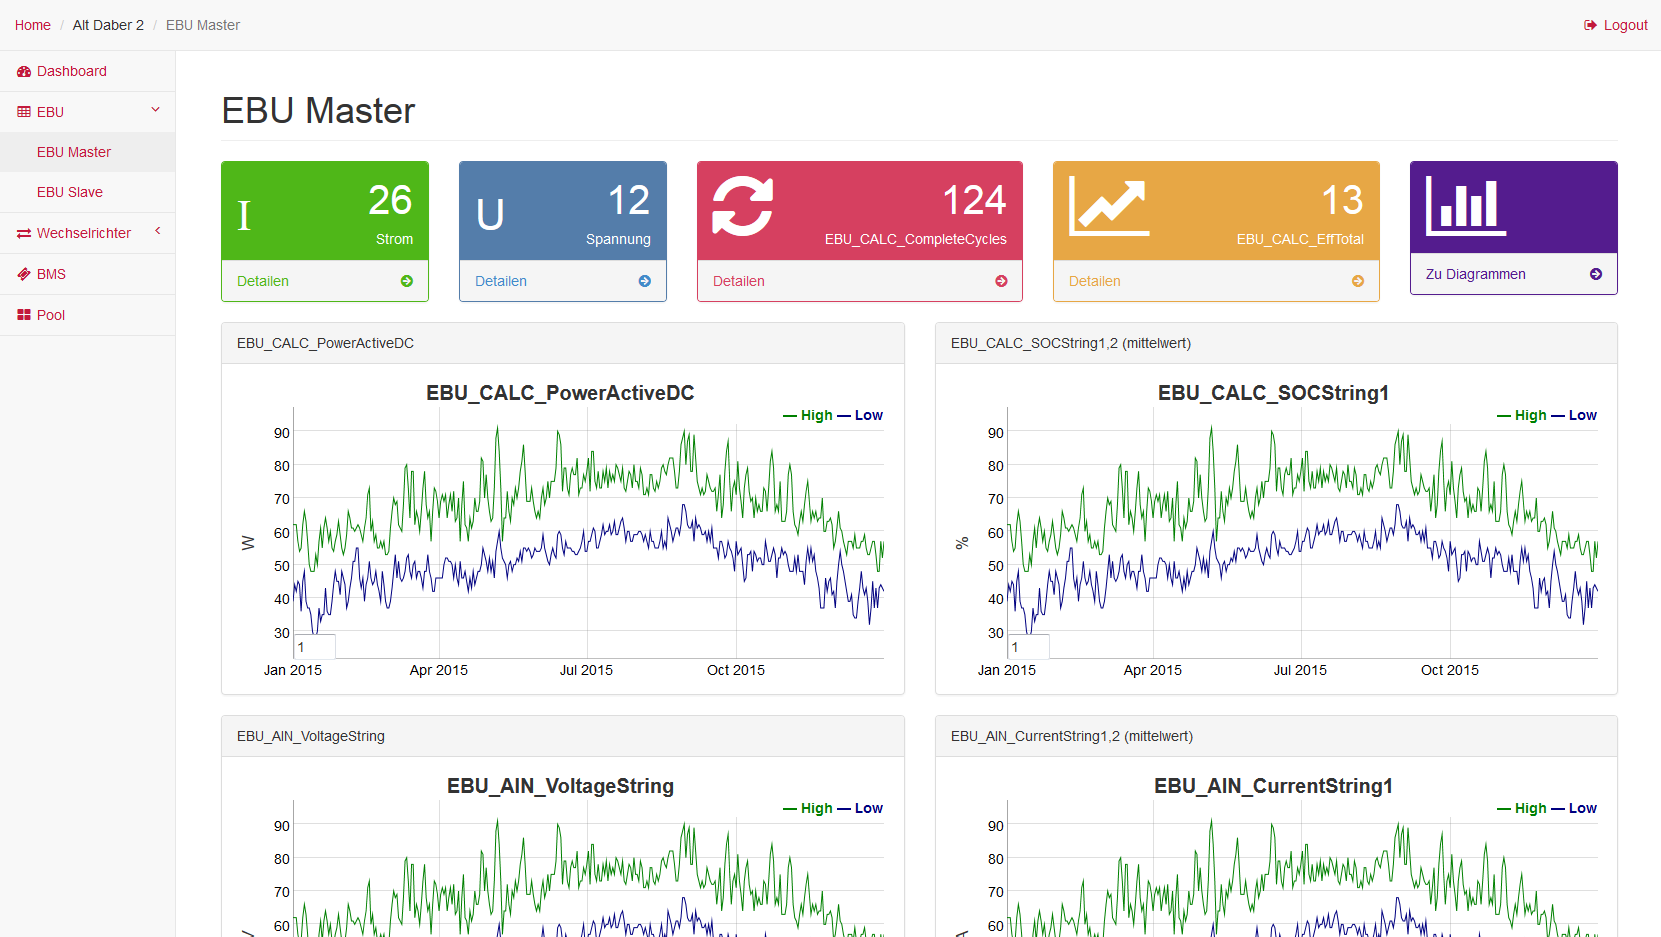 Home / Alt Daber 2 / EBU Master
Logout
Dashboard
EBU
EBU Master
EBU Slave
Wechselrichter
BMS
Pool
EBU Master
I
26
Strom
Detailen
U
12
Spannung
Detailen
124
EBU_CALC_CompleteCycles
Detailen
13
EBU_CALC_EffTotal
Detailen
Zu Diagrammen
EBU_CALC_PowerActiveDC
EBU_CALC_PowerActiveDC
High Low
90
80
70
60
50
40
30
W
1
Jan 2015 Apr 2015 Jul 2015 Oct 2015
EBU_CALC_SOCString1,2 (mittelwert)
EBU_CALC_SOCString1
High Low
90
80
70
60
50
40
30
%
1
Jan 2015 Apr 2015 Jul 2015 Oct 2015
EBU_AIN_VoltageString
EBU_AIN_VoltageString
High Low
90
80
70
60
EBU_AIN_CurrentString1,2 (mittelwert)
EBU_AIN_CurrentString1
High Low
90
80
70
60
A